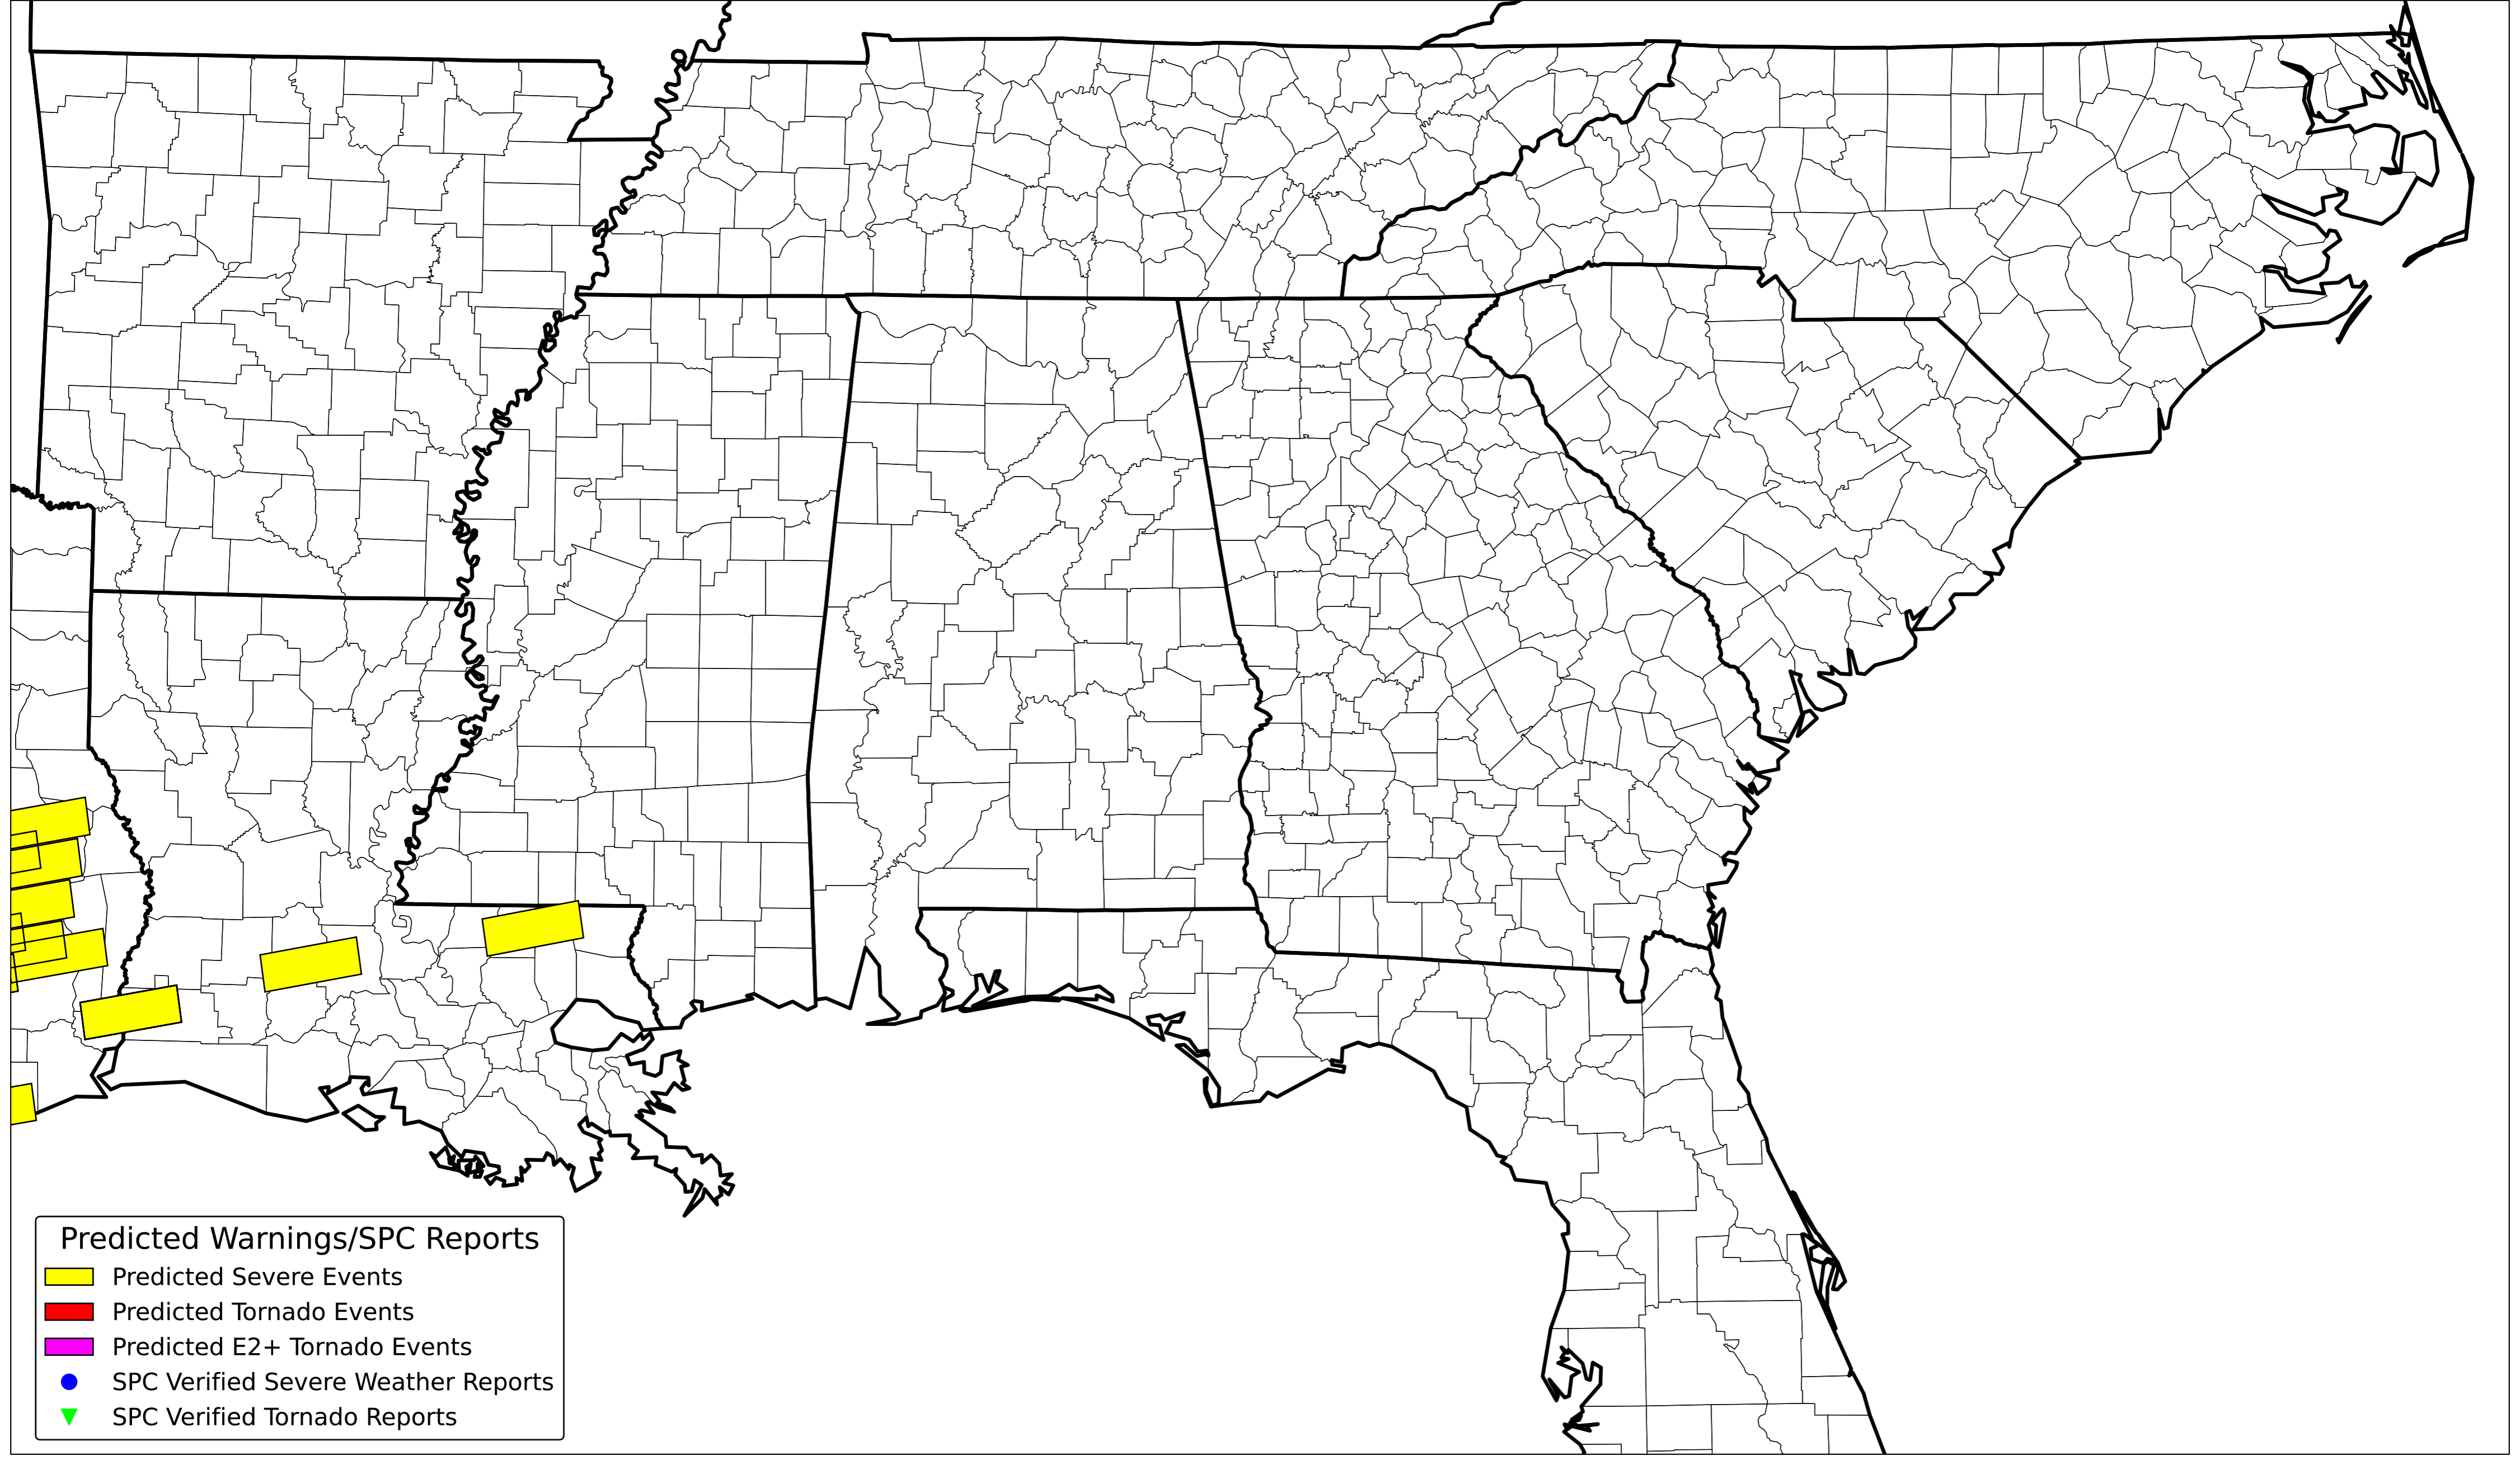 Predicted Warnings/SPC Reports
Predicted Severe Events
Predicted Tornado Events
Predicted E2+ Tornado Events
SPC Verified Severe Weather Reports
SPC Verified Tornado Reports